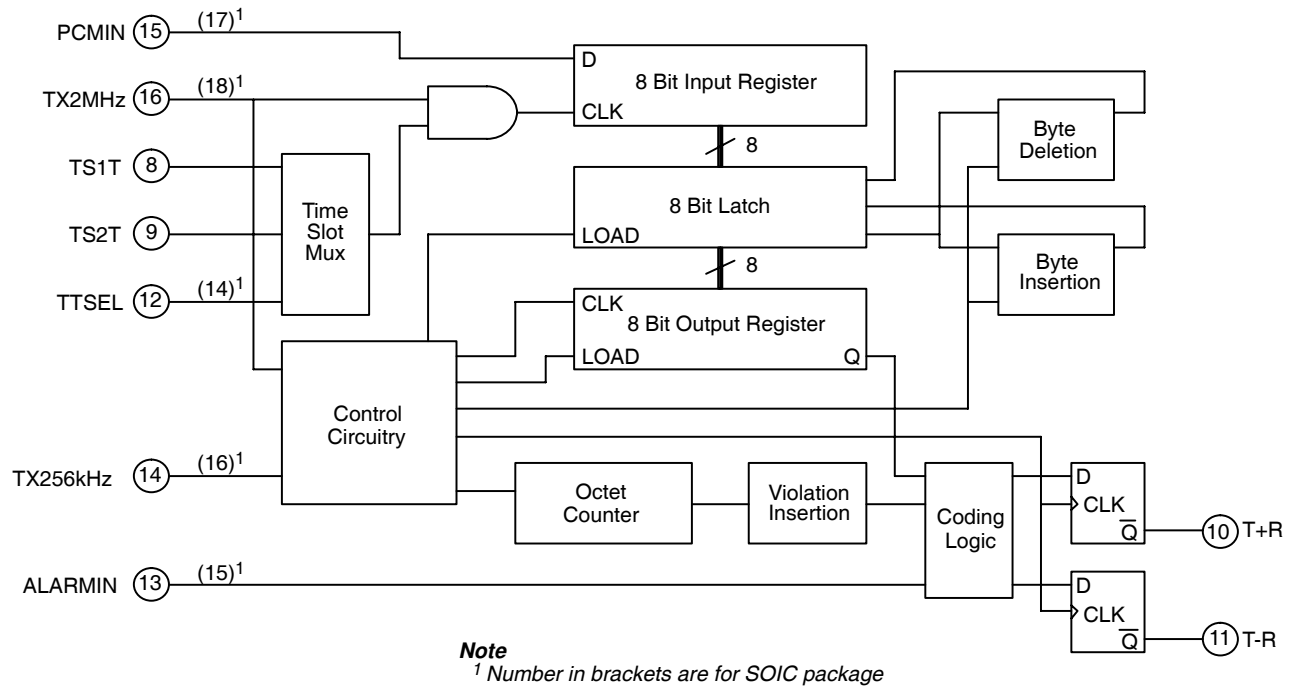 PCMIN 15 (17)¹
D
8 Bit Input Register
CLK
TX2MHz 16 (18)¹
8
Byte
Deletion
TS1T 8
Time
Slot
Mux
8 Bit Latch
LOAD
TS2T 9
8
Byte
Insertion
TTSEL 12 (14)¹
CLK
8 Bit Output Register
LOAD Q
Control
Circuitry
TX256kHz 14 (16)¹
Octet
Counter
Violation
Insertion
Coding
Logic
D
CLK
Q̅
10 T+R
ALARMIN 13 (15)¹
D
CLK
Q̅
11 T-R
Note
¹ Number in brackets are for SOIC package